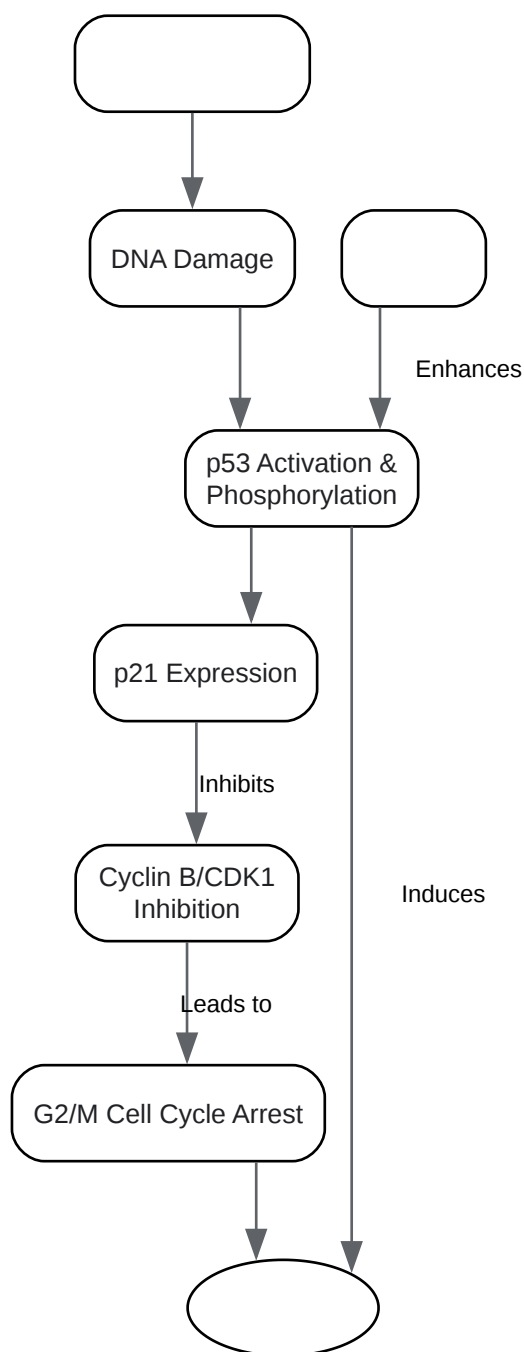 DNA Damage
Enhances
p53 Activation &
Phosphorylation
p21 Expression
Inhibits
Cyclin B/CDK1
Inhibition
Induces
Leads to
G2/M Cell Cycle Arrest